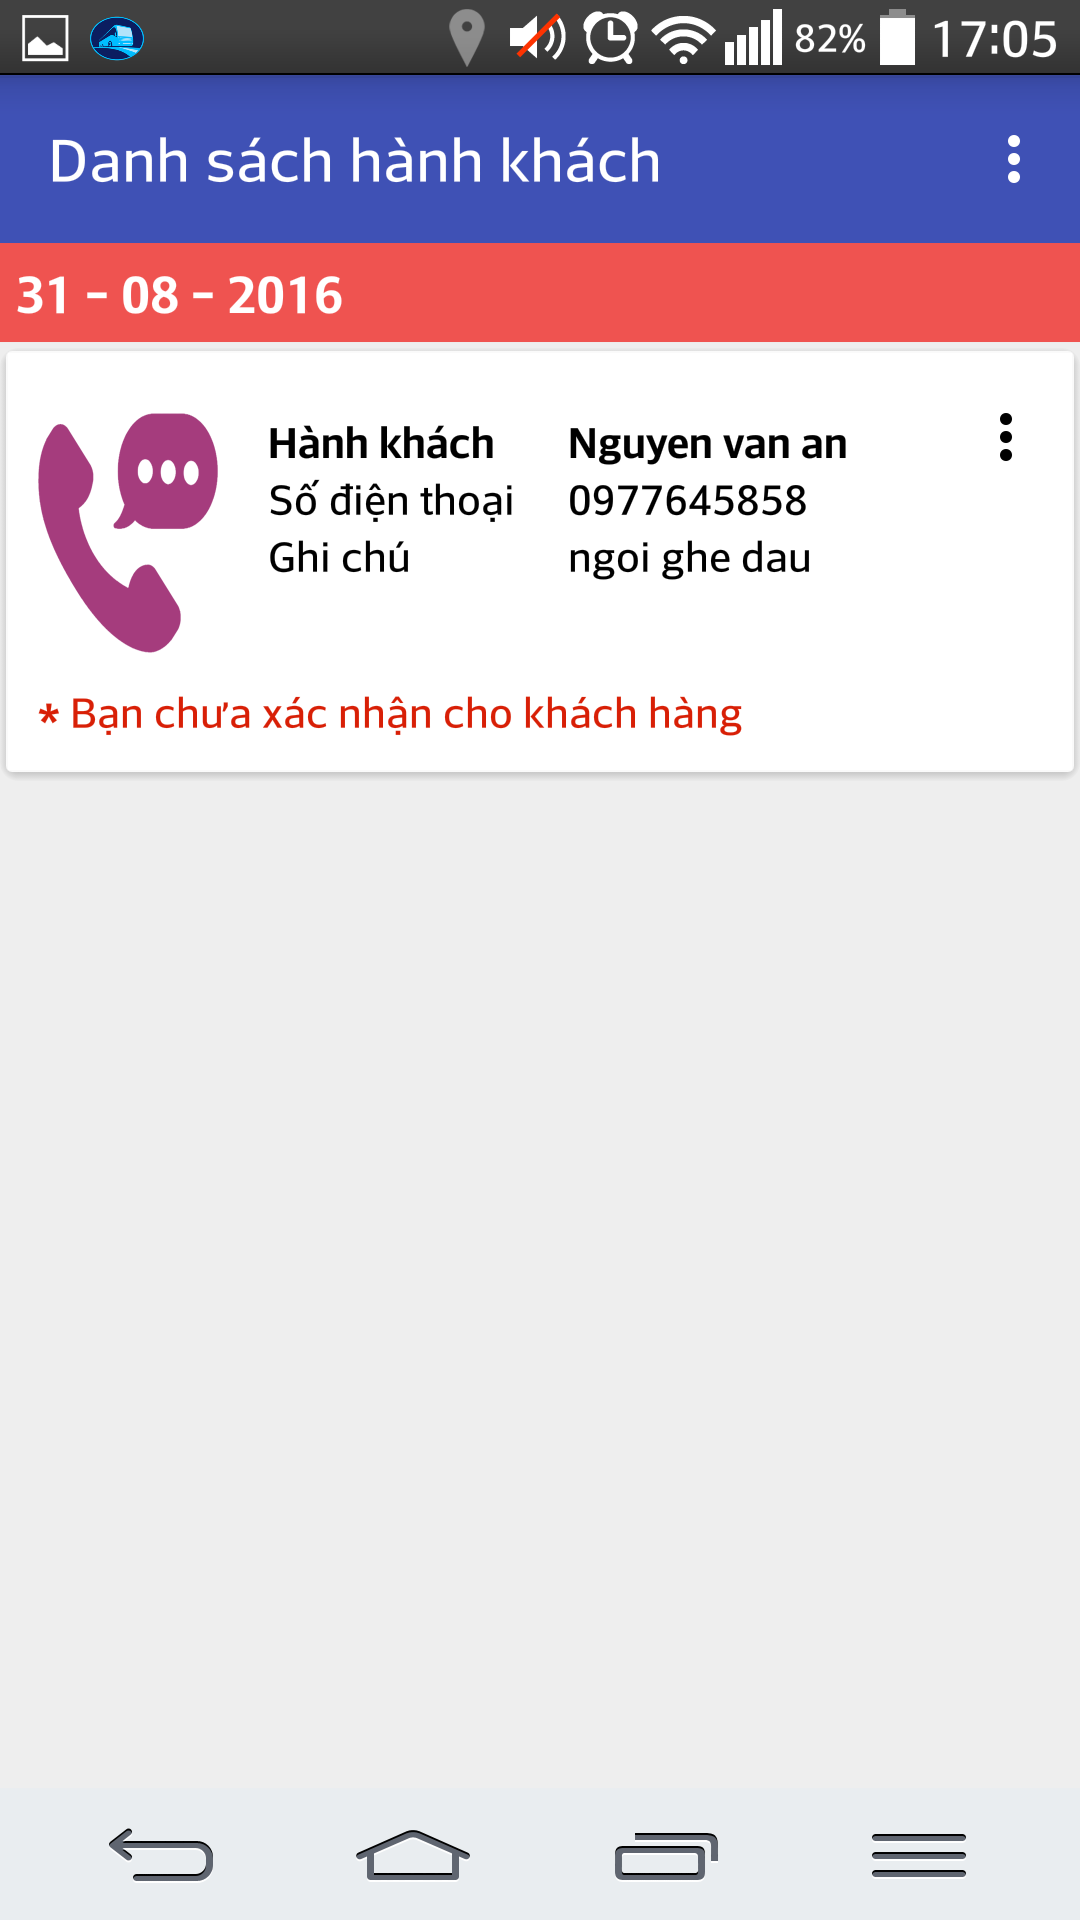 82% 17:05
Danh sách hành khách
31 - 08 - 2016
Hành khách Nguyen van an
Số điện thoại 0977645858
Ghi chú ngoi ghe dau
* Bạn chưa xác nhận cho khách hàng